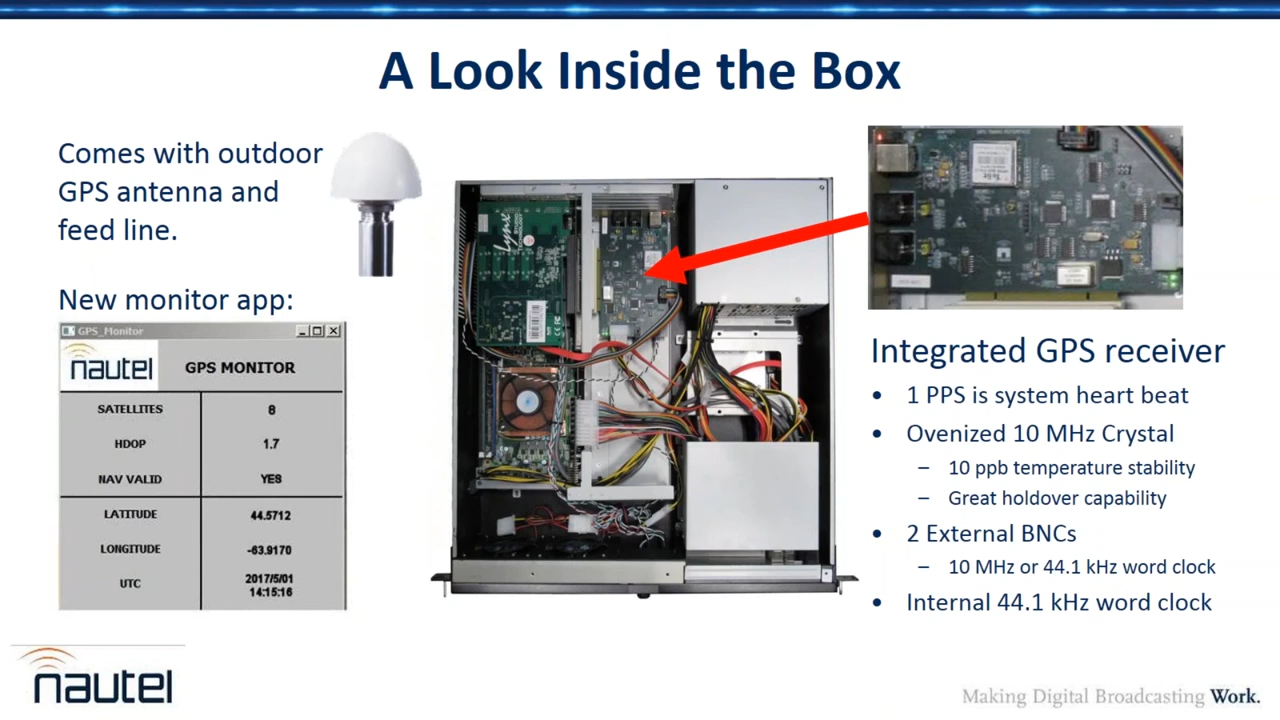 A Look Inside the Box
Comes with outdoor
GPS antenna and
feed line.
New monitor app:
GPS_Monitor
nautel
GPS MONITOR
SATELLITES 8
HDOP 1.7
NAV VALID YES
LATITUDE 44.5712
LONGITUDE -63.9170
UTC 2017/5/01
14:15:16
Lynx
Integrated GPS receiver
• 1 PPS is system heart beat
• Ovenized 10 MHz Crystal
– 10 ppb temperature stability
– Great holdover capability
• 2 External BNCs
– 10 MHz or 44.1 kHz word clock
• Internal 44.1 kHz word clock
nautel
Making Digital Broadcasting Work.